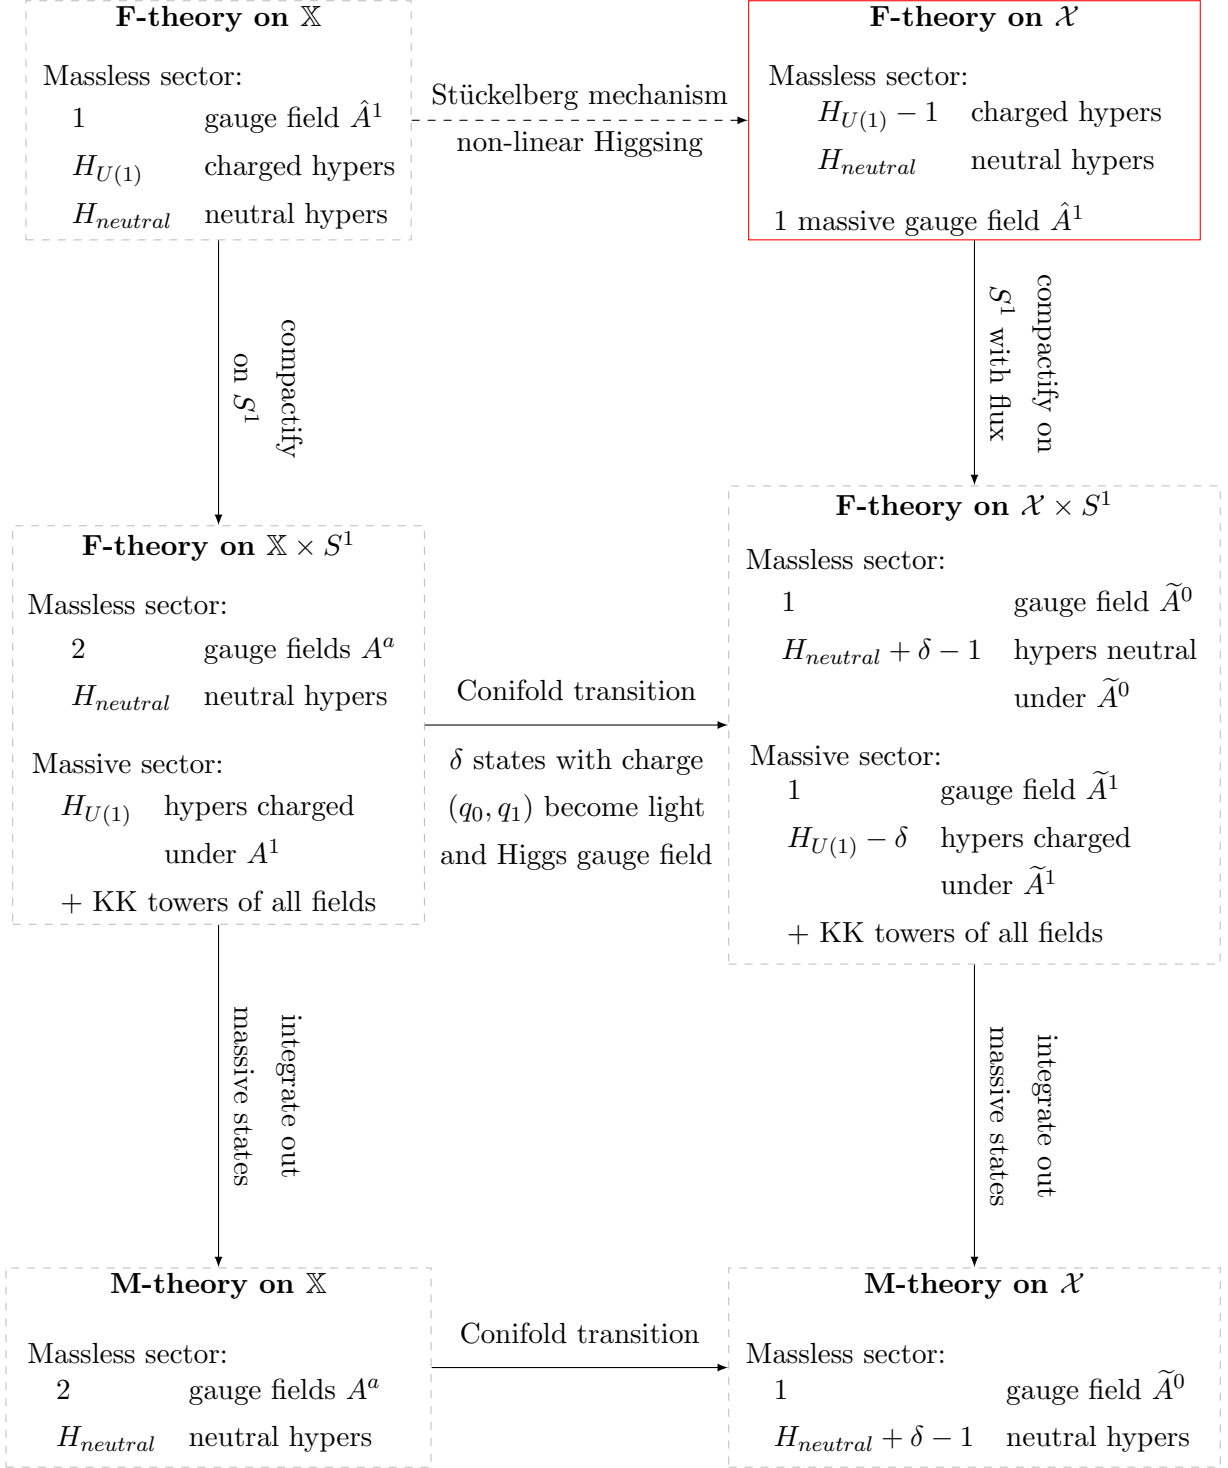 F-theory on 𝕏
Massless sector:
1 gauge field Â¹
H_{U(1)} charged hypers
H_{neutral} neutral hypers
Stückelberg mechanism
non-linear Higgsing
F-theory on 𝒳
Massless sector:
H_{U(1)} − 1 charged hypers
H_{neutral} neutral hypers
1 massive gauge field Â¹
compactify
on S¹
compactify on
S¹ with flux
F-theory on 𝕏 × S¹
Massless sector:
2 gauge fields Aᵃ
H_{neutral} neutral hypers
Massive sector:
H_{U(1)} hypers charged
under A¹
+ KK towers of all fields
Conifold transition
δ states with charge
(q₀, q₁) become light
and Higgs gauge field
F-theory on 𝒳 × S¹
Massless sector:
1 gauge field Ã⁰
H_{neutral} + δ − 1 hypers neutral
under Ã⁰
Massive sector:
1 gauge field Ã¹
H_{U(1)} − δ hypers charged
under Ã¹
+ KK towers of all fields
integrate out
massive states
integrate out
massive states
M-theory on 𝕏
Massless sector:
2 gauge fields Aᵃ
H_{neutral} neutral hypers
Conifold transition
M-theory on 𝒳
Massless sector:
1 gauge field Ã⁰
H_{neutral} + δ − 1 neutral hypers